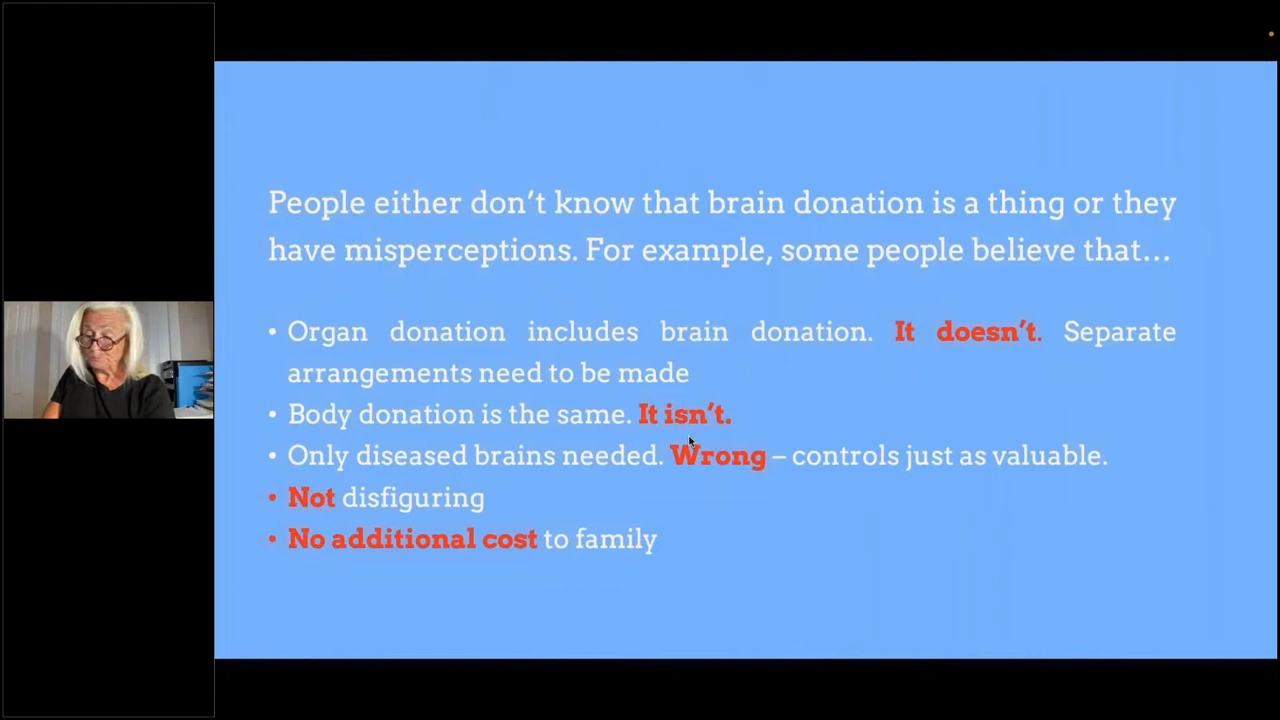 People either don’t know that brain donation is a thing or they
have misperceptions. For example, some people believe that…
• Organ donation includes brain donation. It doesn’t. Separate
arrangements need to be made
• Body donation is the same. It isn’t.
• Only diseased brains needed. Wrong – controls just as valuable.
• Not disfiguring
• No additional cost to family